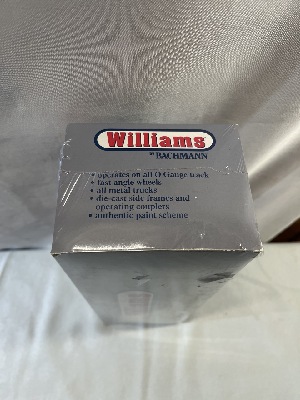 Williams
BY BACHMANN
• operates on all O Gauge track
• fast angle wheels
• all metal trucks
• die-cast side frames and
operating couplers
• authentic paint scheme